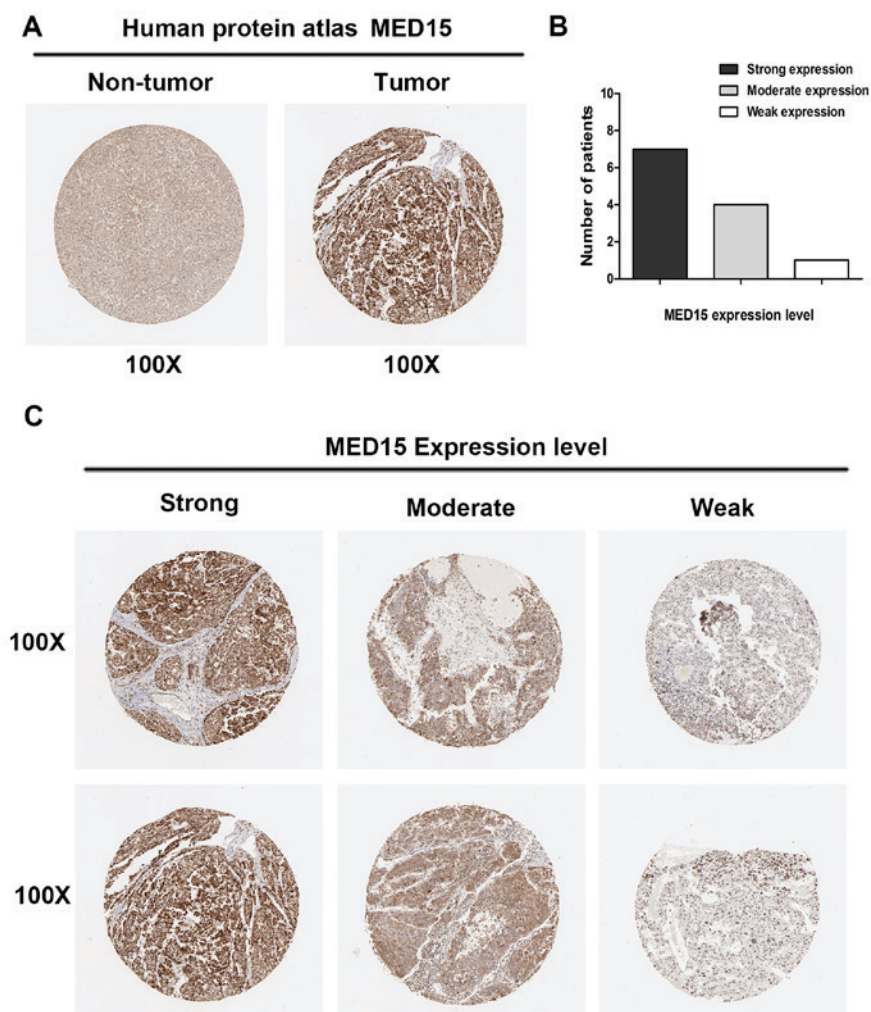 A
Human protein atlas MED15
Non-tumor
Tumor
100X
100X
B
Strong expression
Moderate expression
Weak expression
10
8
6
4
2
0
Number of patients
MED15 expression level
C
MED15 Expression level
Strong
Moderate
Weak
100X
100X